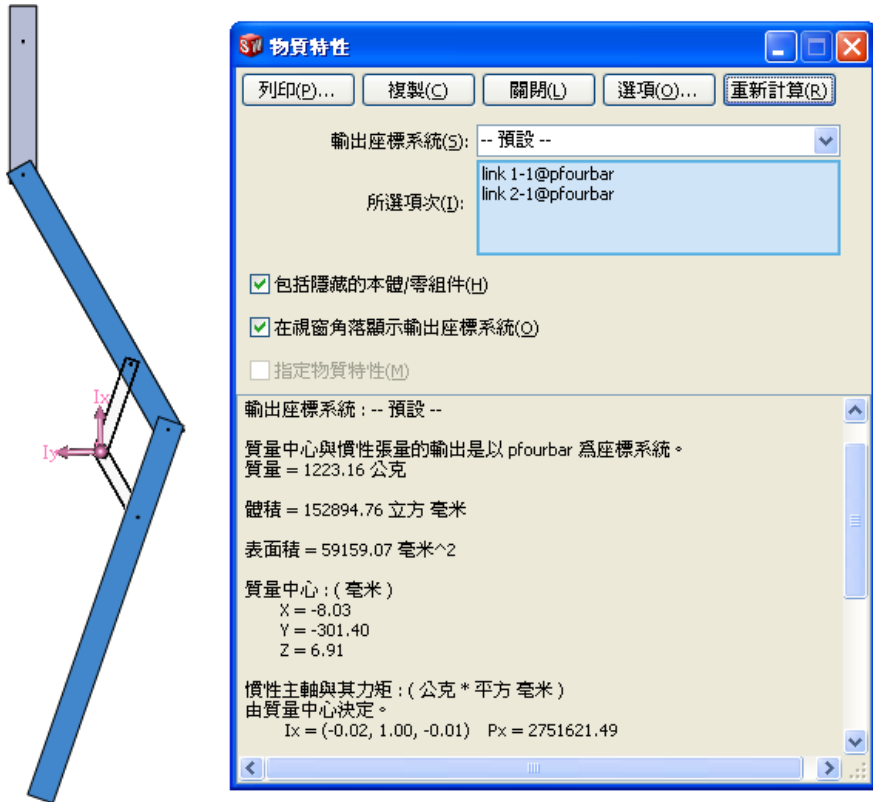 物質特性
列印(P)... 複製(C) 關閉(L) 選項(O)... 重新計算(R)
輸出座標系統(S): -- 預設 --
所選項次(I):
link 1-1@pfourbar
link 2-1@pfourbar
包括隱藏的本體/零組件(H)
在視窗角落顯示輸出座標系統(O)
指定物質特性(M)
輸出座標系統 : -- 預設 --
質量中心與慣性張量的輸出是以 pfourbar 爲座標系統。
質量 = 1223.16 公克
體積 = 152894.76 立方 毫米
表面積 = 59159.07 毫米^2
質量中心 : ( 毫米 )
X = -8.03
Y = -301.40
Z = 6.91
慣性主軸與其力矩 : ( 公克 * 平方 毫米 )
由質量中心決定。
Ix = (-0.02, 1.00, -0.01) Px = 2751621.49
Ix
Iy